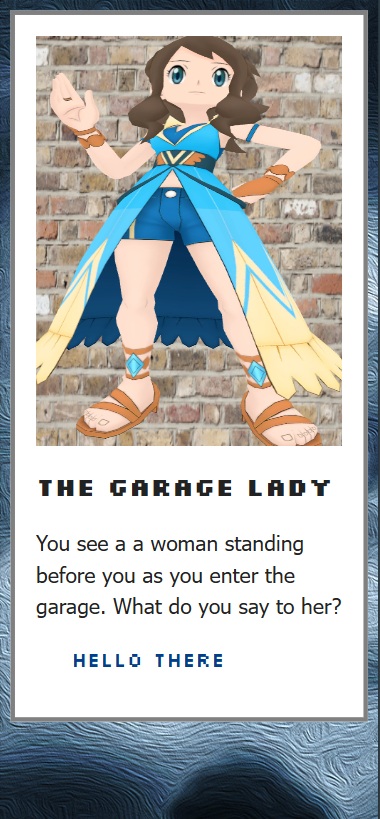 THE GARAGE LADY
You see a a woman standing
before you as you enter the
garage. What do you say to her?
HELLO THERE